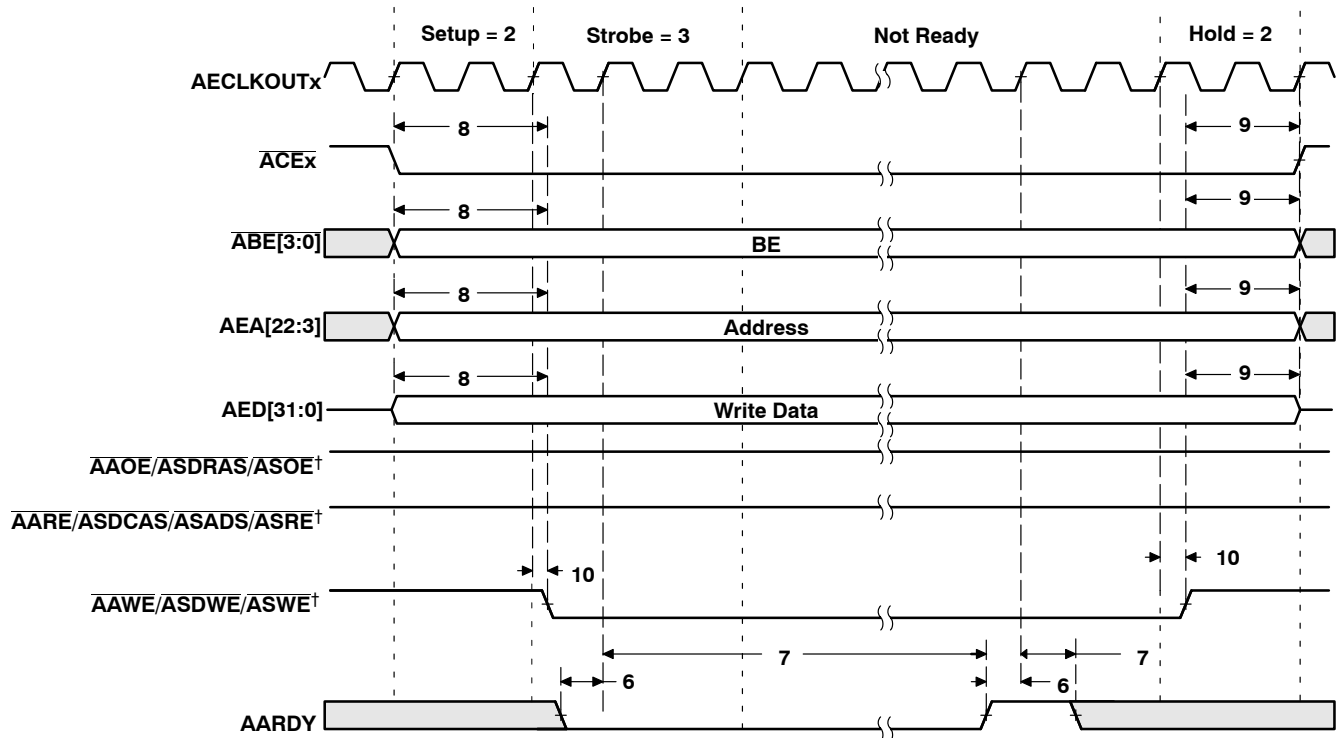 Setup = 2 Strobe = 3 Not Ready Hold = 2
AECLKOUTx
8 9
ACEx
8 9
ABE[3:0] BE
8 9
AEA[22:3] Address
8 9
AED[31:0] Write Data
AAOE/ASDRAS/ASOE†
AARE/ASDCAS/ASADS/ASRE†
10 10
AAWE/ASDWE/ASWE†
7 7
6 6
AARDY